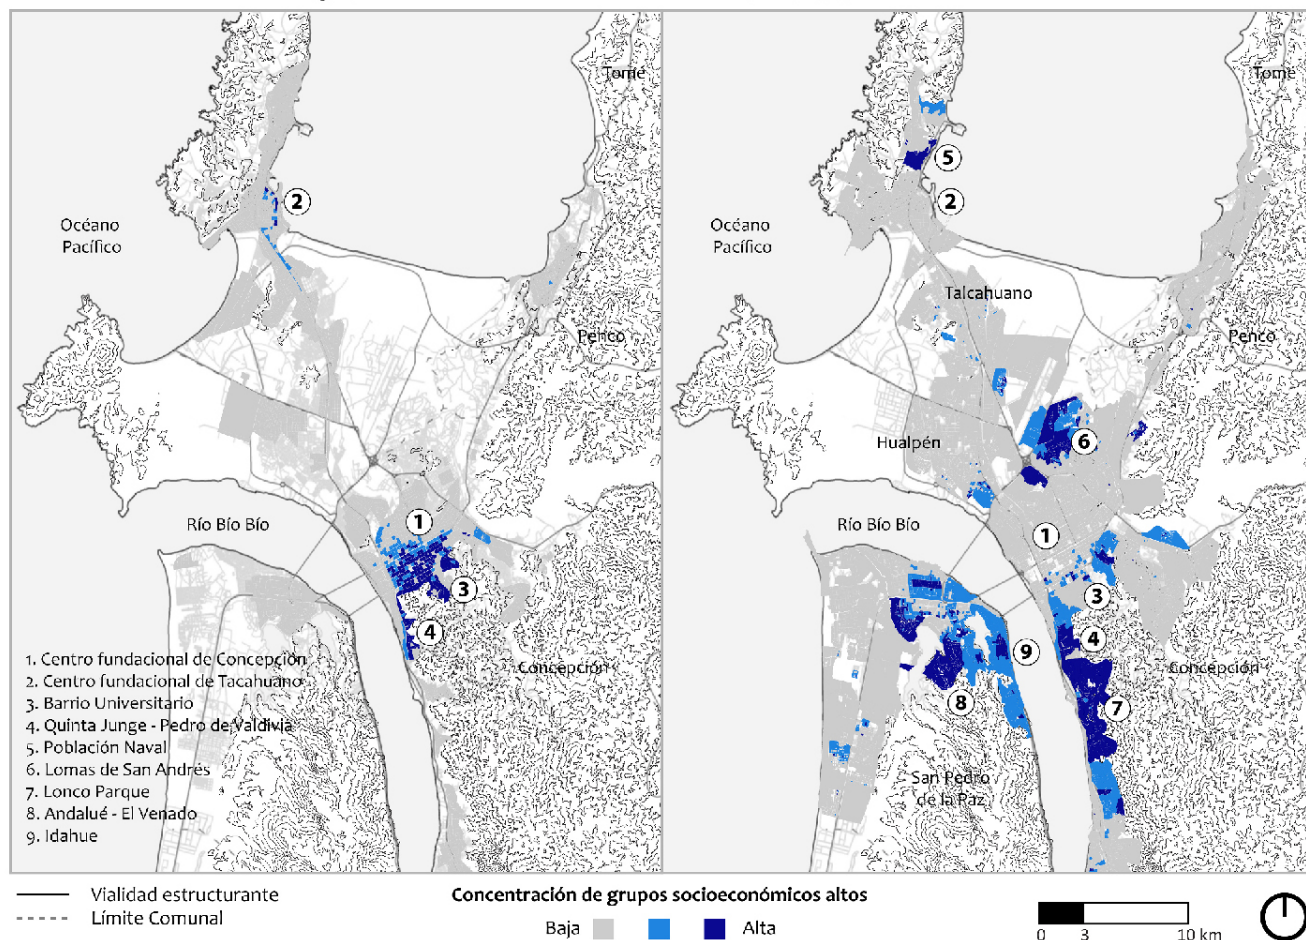 Tomé
2
Océano
Pacífico
Penco
1
Río Bío Bío
3
4
Concepción
1. Centro fundacional de Concepción
2. Centro fundacional de Tacahuano
3. Barrio Universitario
4. Quinta Junge - Pedro de Valdivia
5. Población Naval
6. Lomas de San Andrés
7. Lonco Parque
8. Andalué - El Venado
9. Idahue
Tomé
5
2
Océano
Pacífico
Talcahuano
Penco
Hualpén
6
Río Bío Bío
1
3
4
9
Concepción
8
7
San Pedro
de la Paz
Vialidad estructurante
Límite Comunal
Concentración de grupos socioeconómicos altos
Baja
Alta
0 3 10 km